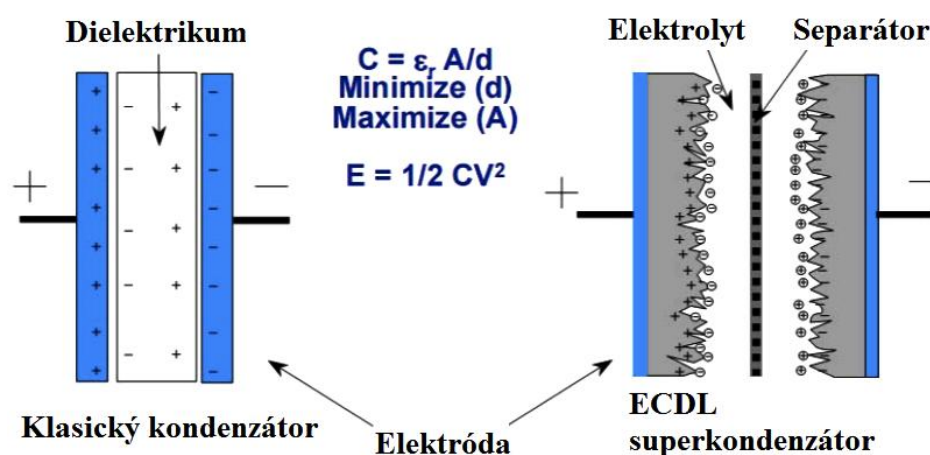 Dielektrikum
C = εᵣ A/d
Minimize (d)
Maximize (A)
E = 1/2 CV²
Elektrolyt
Separátor
Klasický kondenzátor
Elektróda
ECDL
superkondenzátor